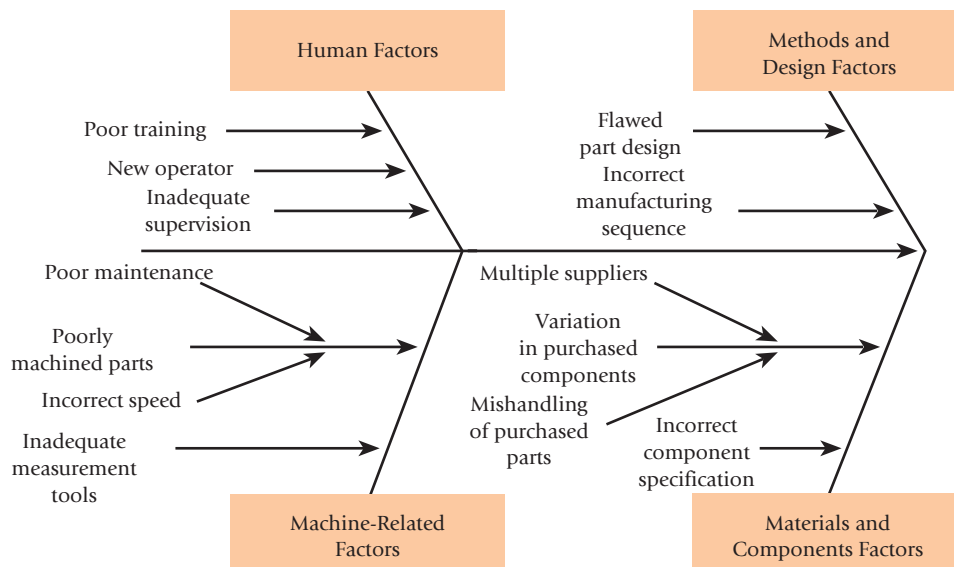 Human Factors
Methods and
Design Factors
Poor training
New operator
Inadequate
supervision
Flawed
part design
Incorrect
manufacturing
sequence
Poor maintenance
Poorly
machined parts
Incorrect speed
Inadequate
measurement
tools
Multiple suppliers
Variation
in purchased
components
Mishandling
of purchased
parts
Incorrect
component
specification
Machine-Related
Factors
Materials and
Components Factors